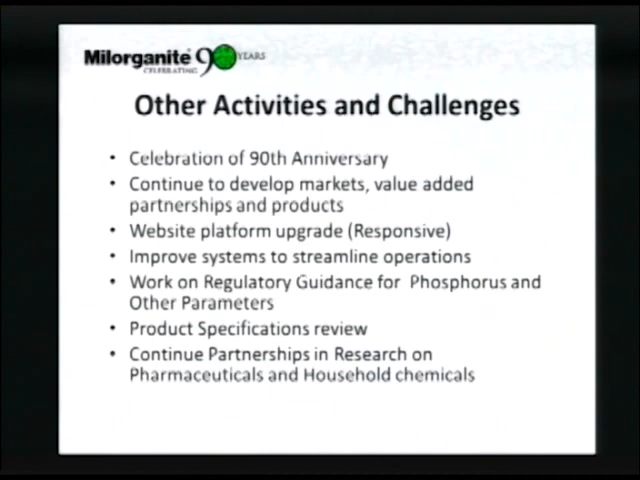 Milorganite 90 YEARS
CELEBRATING
Other Activities and Challenges
• Celebration of 90th Anniversary
• Continue to develop markets, value added
partnerships and products
• Website platform upgrade (Responsive)
• Improve systems to streamline operations
• Work on Regulatory Guidance for Phosphorus and
Other Parameters
• Product Specifications review
• Continue Partnerships in Research on
Pharmaceuticals and Household chemicals